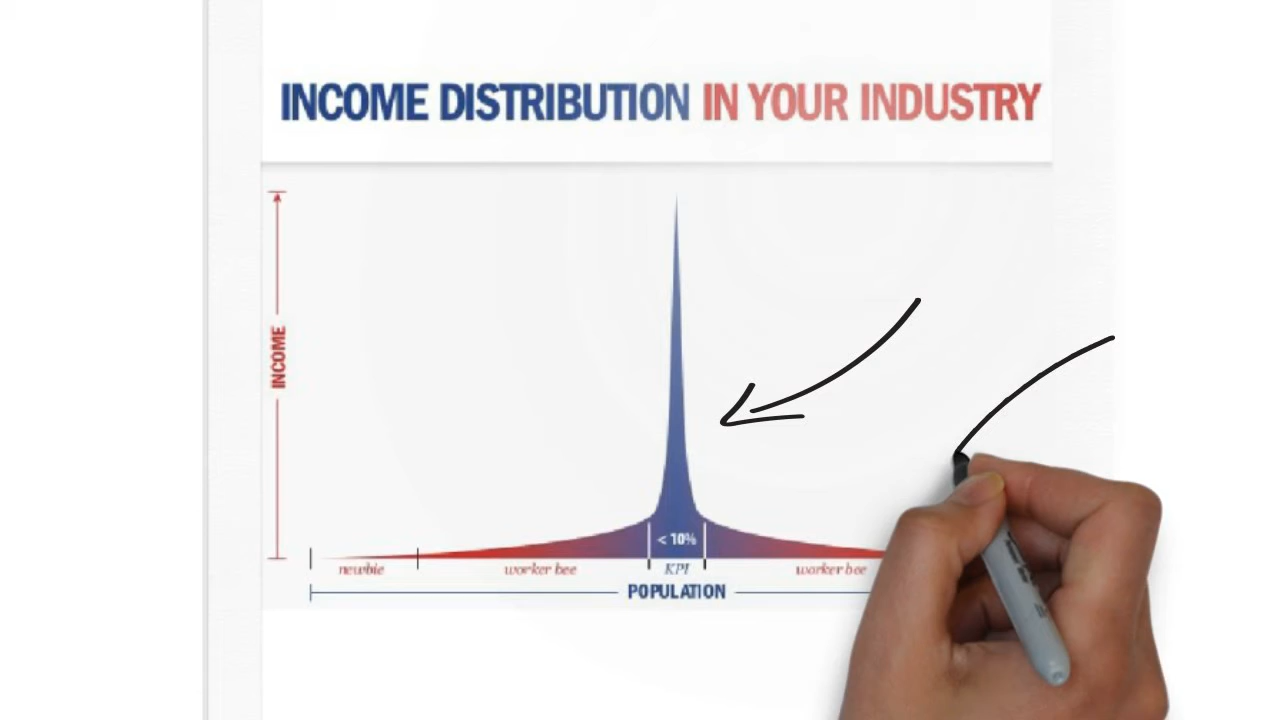 INCOME DISTRIBUTION IN YOUR INDUSTRY
INCOME
< 10%
newbie worker bee KPI worker bee
POPULATION